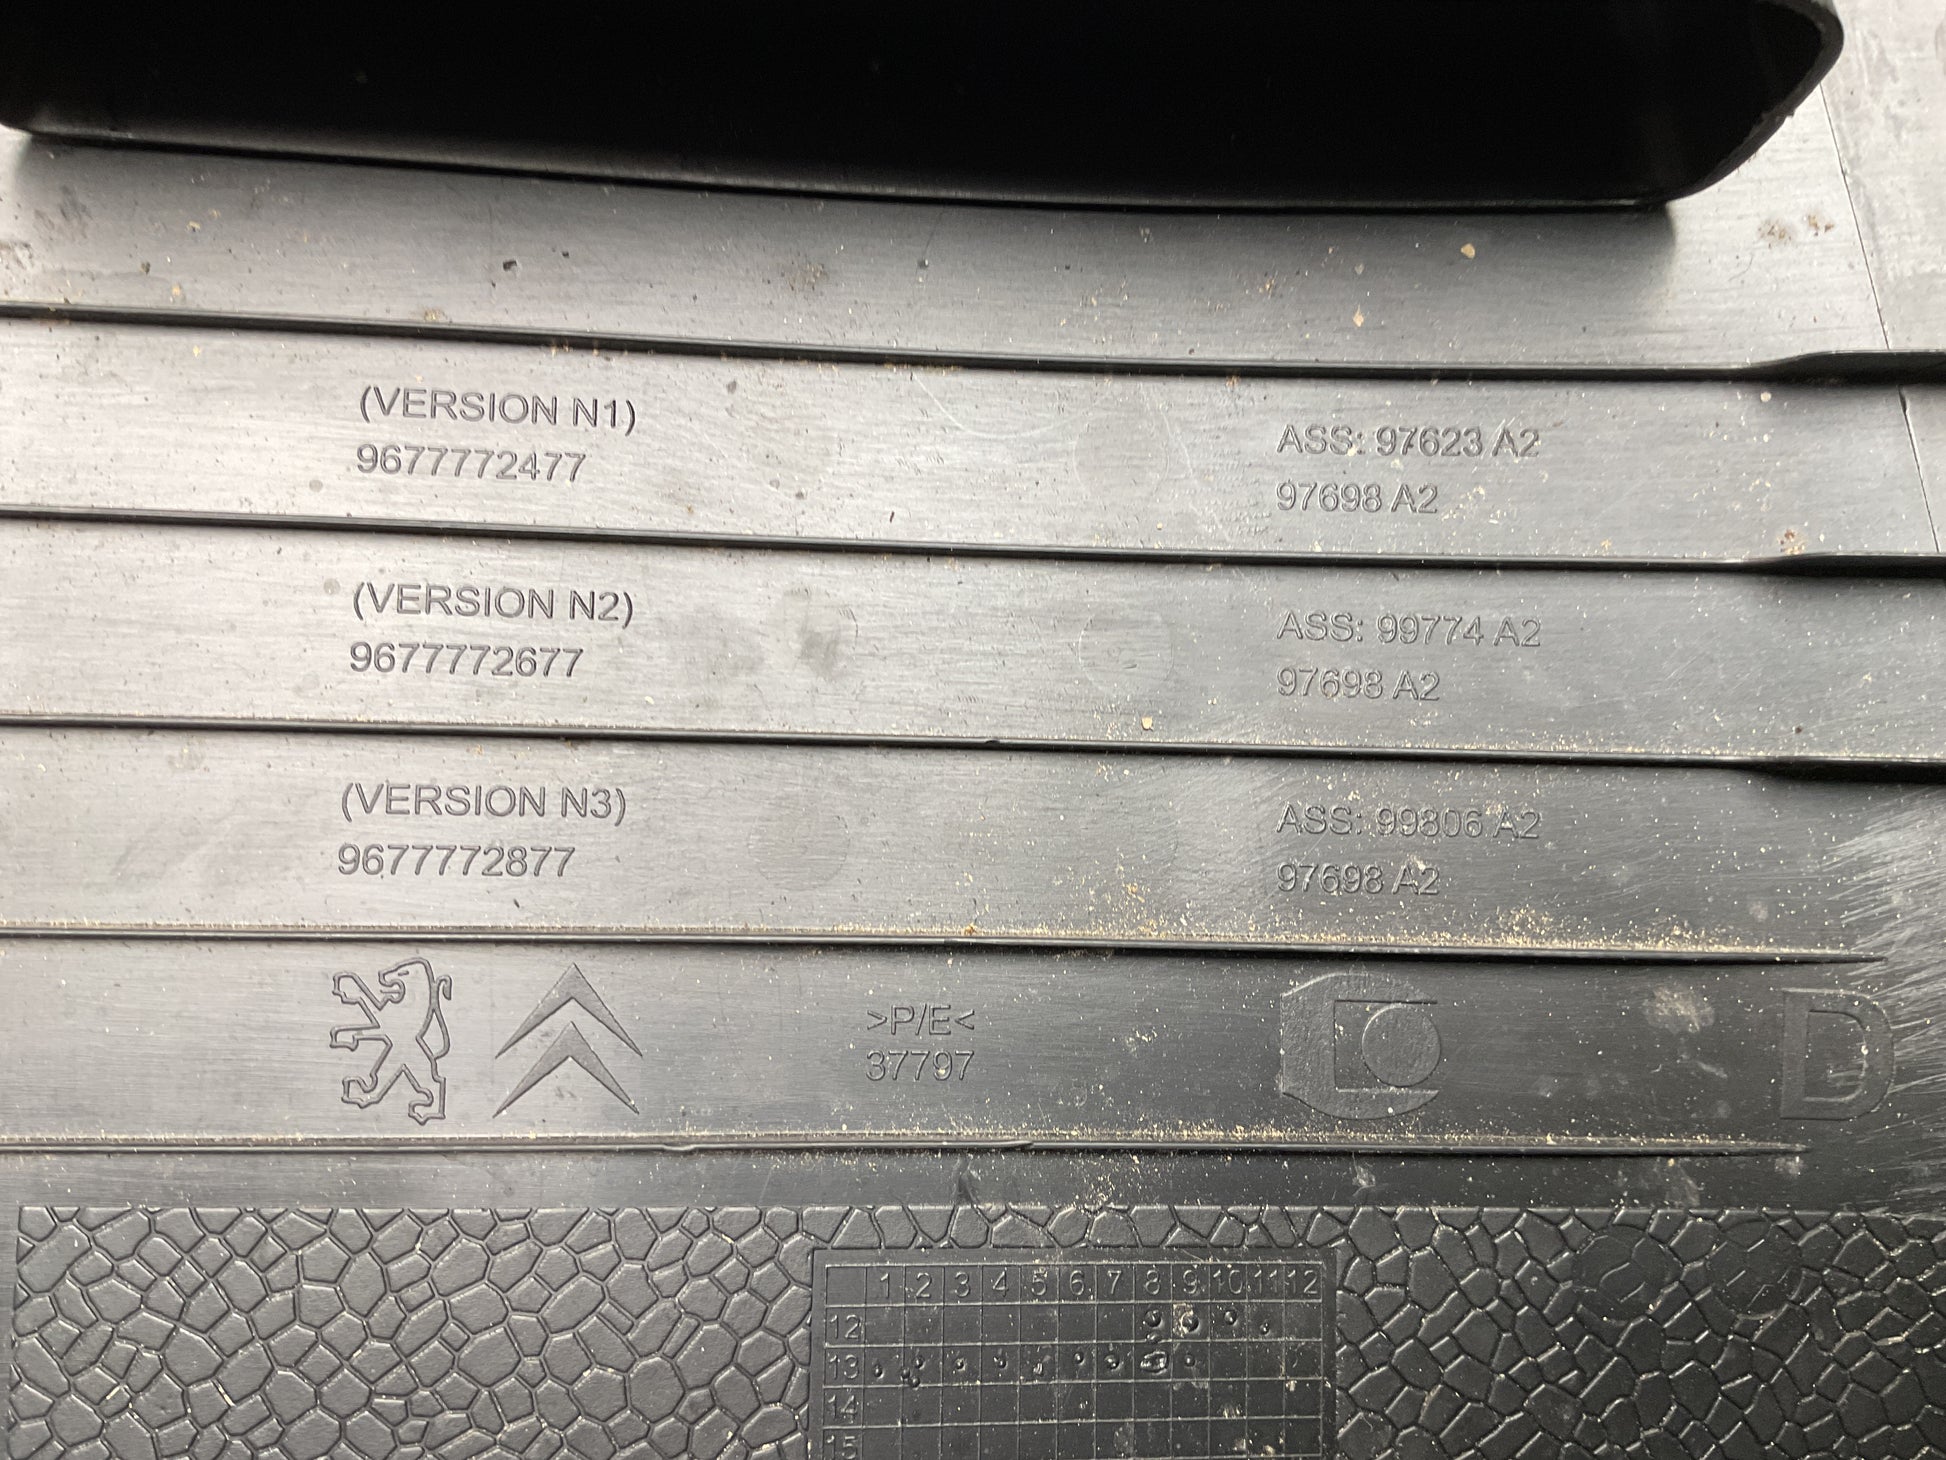 (VERSION N1)
9677772477
ASS: 97623 A2
97698 A2
(VERSION N2)
9677772677
ASS: 99774 A2
97698 A2
(VERSION N3)
9677772877
ASS: 99806 A2
97698 A2
>P/E<
37797
D
1 2 3 4 5 6 7 8 9 10 11 12
12
13
14
15